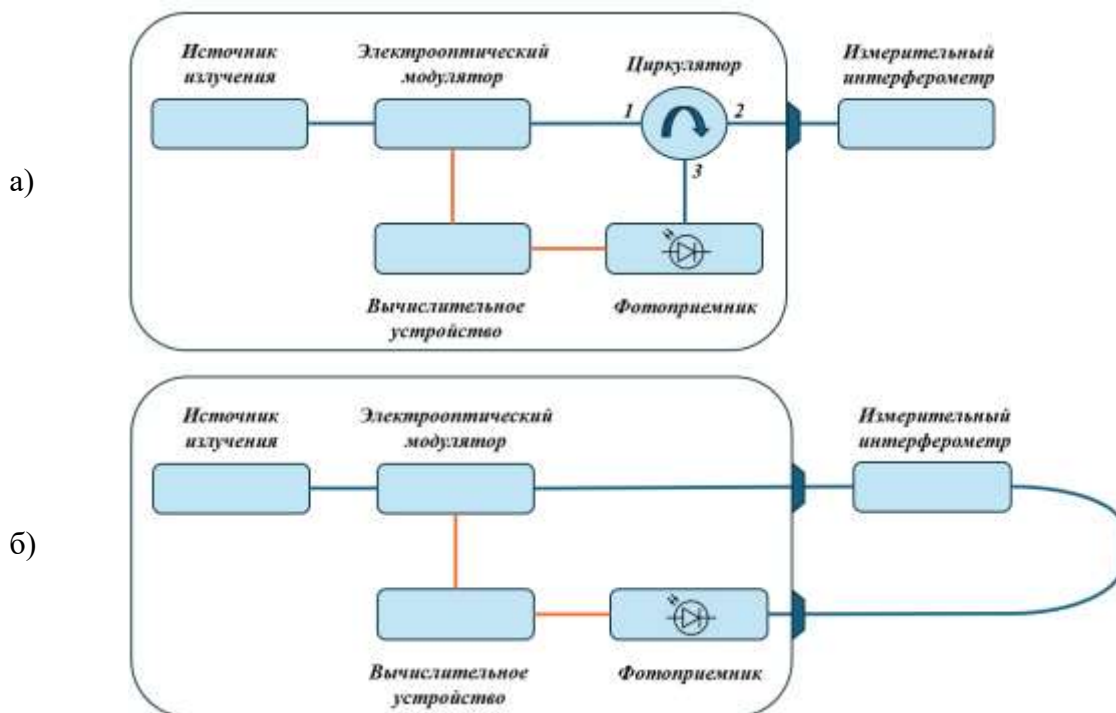 а)
Источник
излучения
Электрооптический
модулятор
Циркулятор
Измерительный
интерферометр
1
2
3
Вычислительное
устройство
Фотоприемник
б)
Источник
излучения
Электрооптический
модулятор
Измерительный
интерферометр
Вычислительное
устройство
Фотоприемник